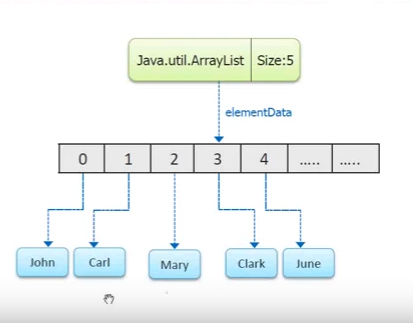 Java.util.ArrayList Size:5
elementData
0 1 2 3 4 ..... .....
John Carl Mary Clark June